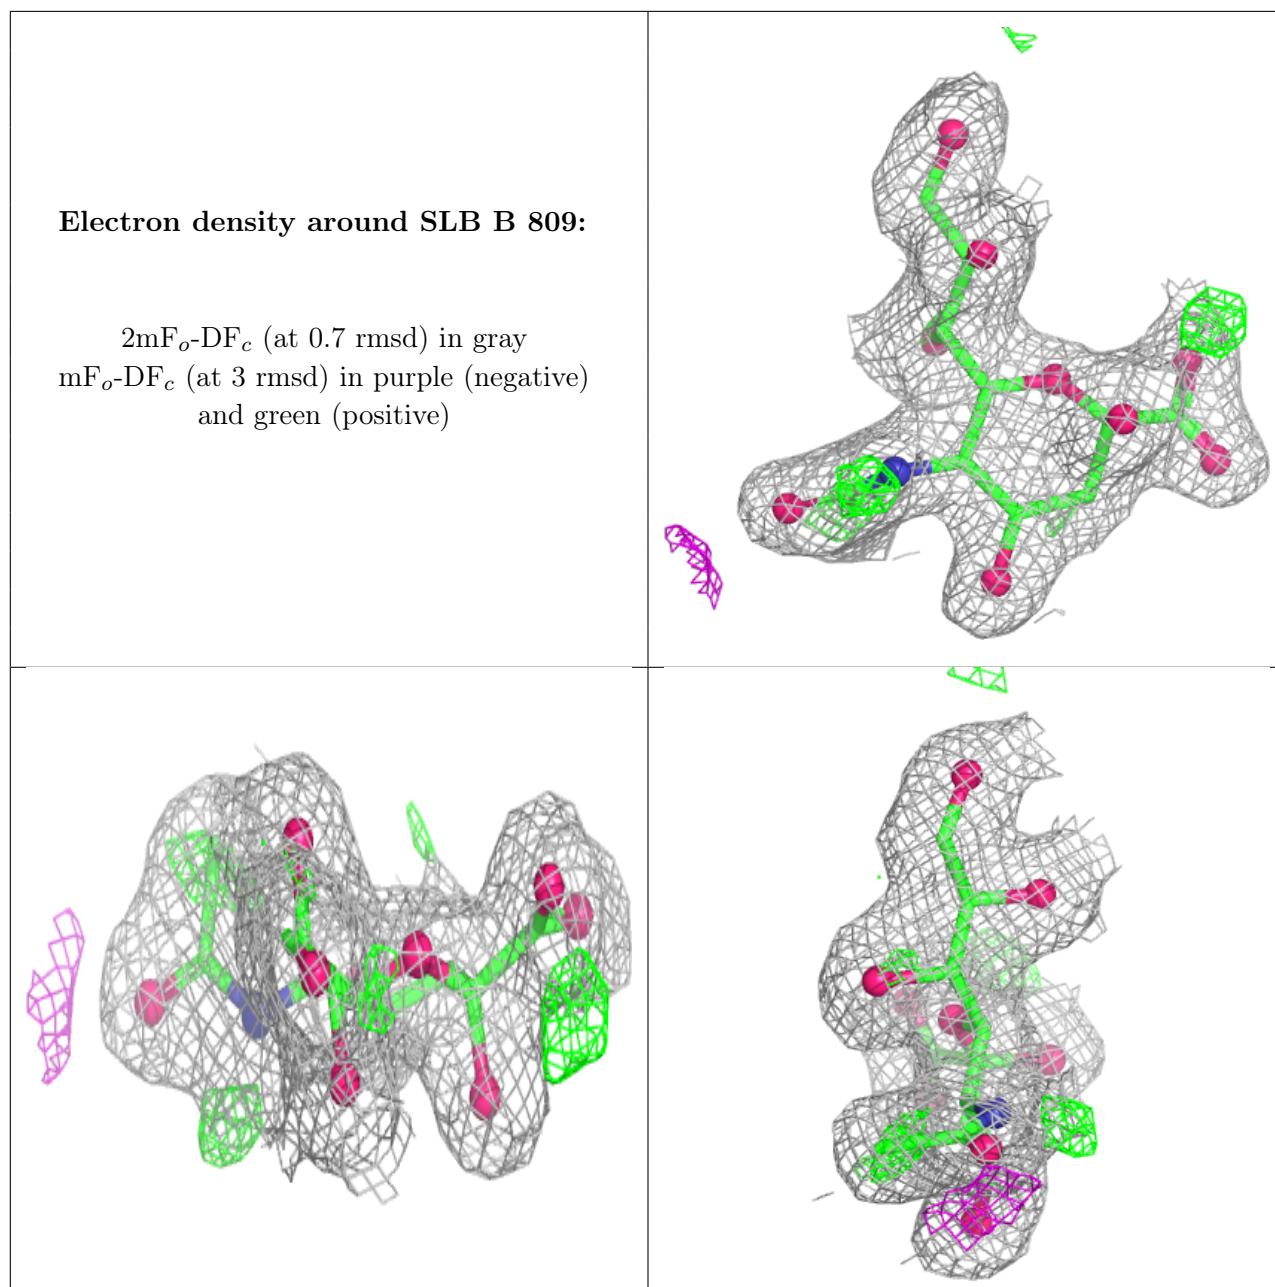 Electron density around SLB B 809:
2mFo-DFc (at 0.7 rmsd) in gray
mFo-DFc (at 3 rmsd) in purple (negative)
and green (positive)